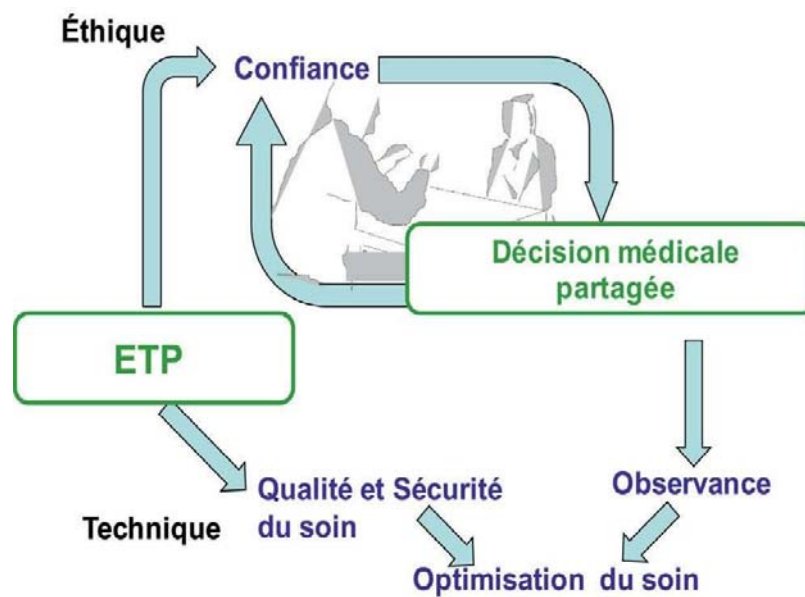 Éthique
Confiance
Décision médicale
partagée
ETP
Qualité et Sécurité
du soin
Observance
Technique
Optimisation du soin